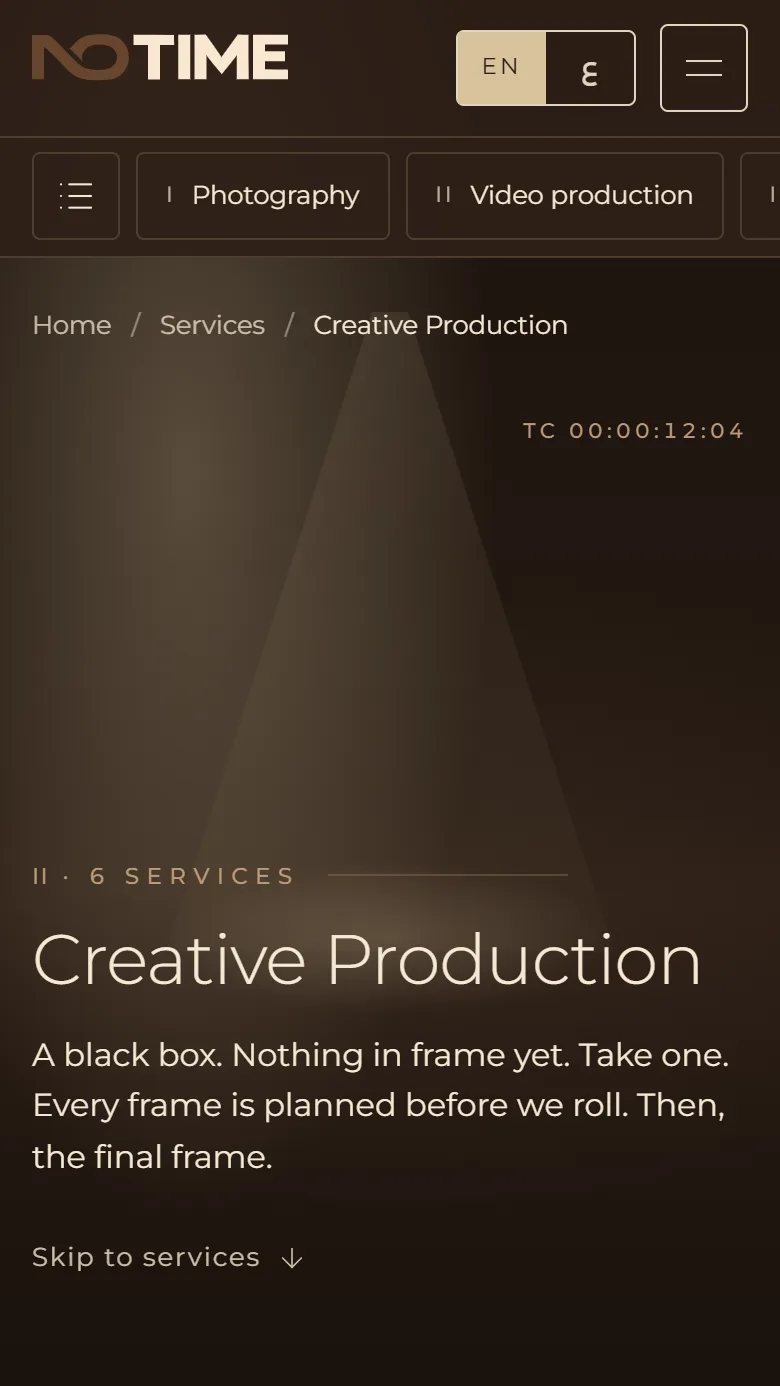 NOTIME
EN
ع
I Photography
II Video production
I
Home / Services / Creative Production
TC 00:00:12:04
II · 6 SERVICES
Creative Production
A black box. Nothing in frame yet. Take one.
Every frame is planned before we roll. Then,
the final frame.
Skip to services ↓